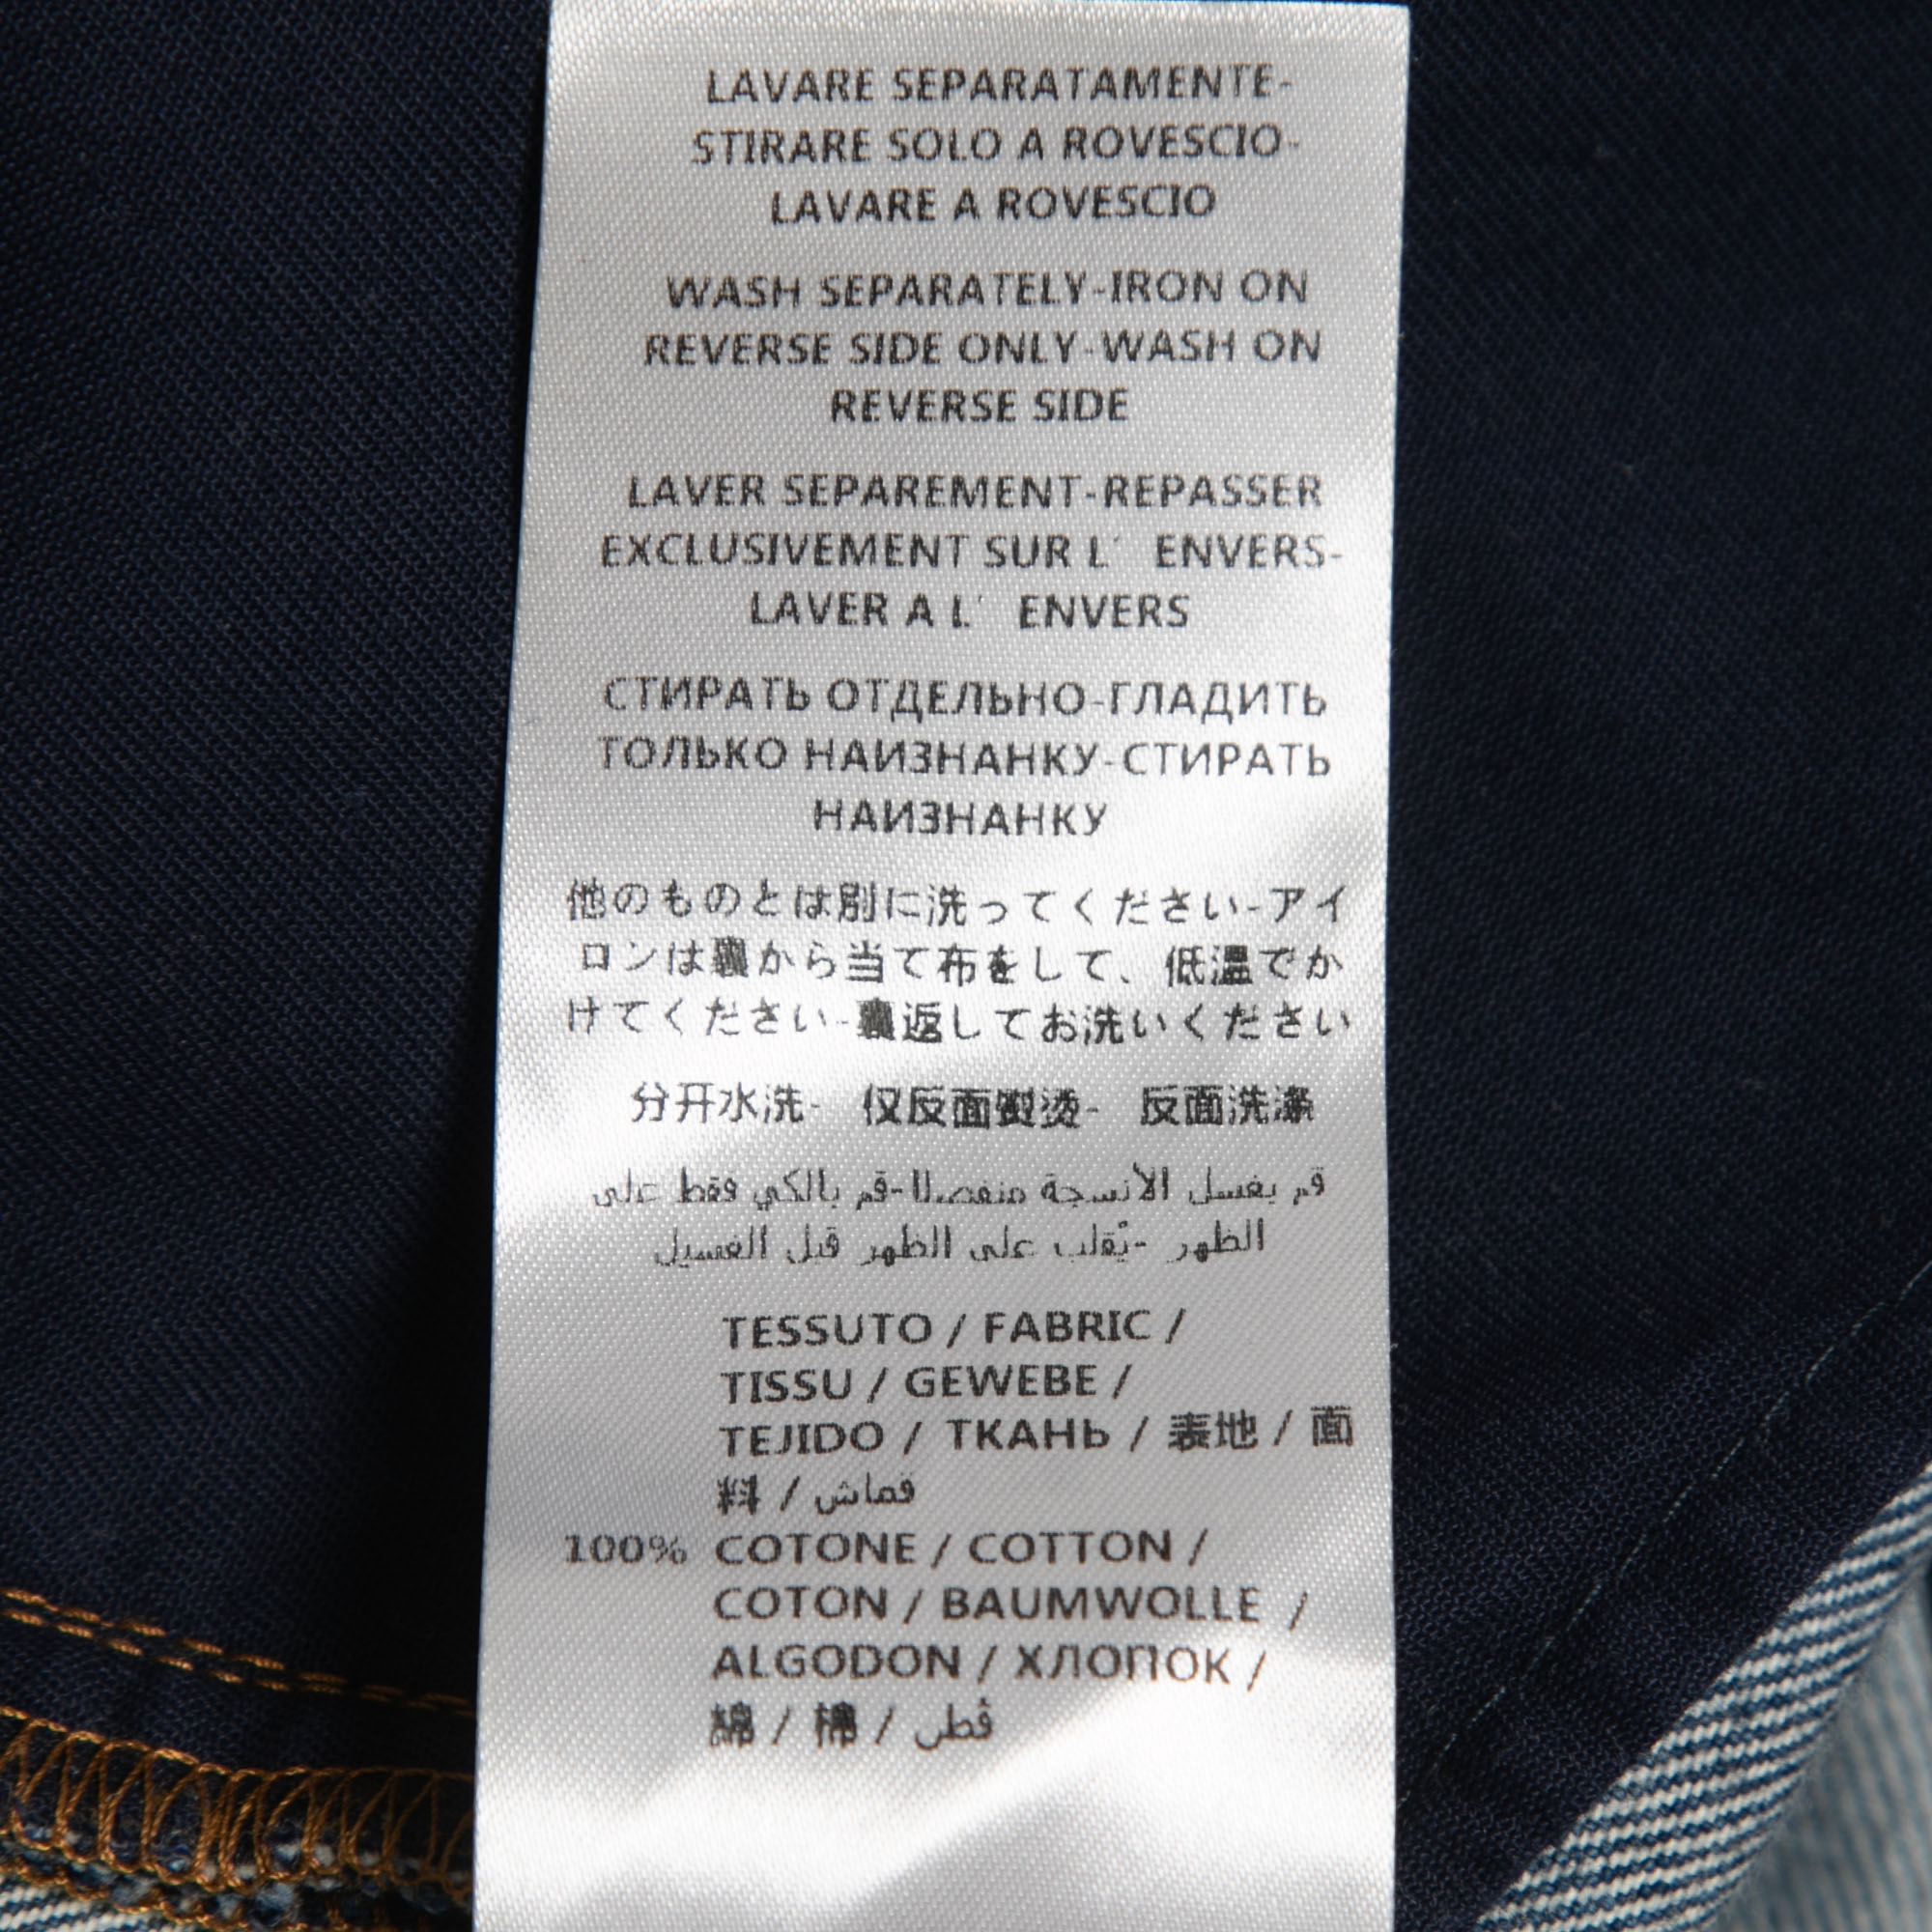 LAVARE SEPARATAMENTE-
STIRARE SOLO A ROVESCIO-
LAVARE A ROVESCIO
WASH SEPARATELY-IRON ON
REVERSE SIDE ONLY-WASH ON
REVERSE SIDE
LAVER SEPAREMENT-REPASSER
EXCLUSIVEMENT SUR L´ ENVERS-
LAVER A L´ ENVERS
СТИРАТЬ ОТДЕЛЬНО-ГЛАДИТЬ
ТОЛЬКО НАИЗНАНКУ-СТИРАТЬ
НАИЗНАНКУ
他のものとは別に洗ってください-アイ
ロンは裏から当て布をして、低温でか
けてください-裏返してお洗いください
分开水洗- 仅反面熨烫- 反面洗涤
قم بغسل الأنسجة منفصلا-قم بالكي فقط على
الظهر -يُقلب على الظهر قبل الغسيل
TESSUTO / FABRIC /
TISSU / GEWEBE /
TEJIDO / ТКАНЬ / 表地 / 面
料 / قماش
100% COTONE / COTTON /
COTON / BAUMWOLLE /
ALGODON / ХЛОПОК /
綿 / 棉 / قطن